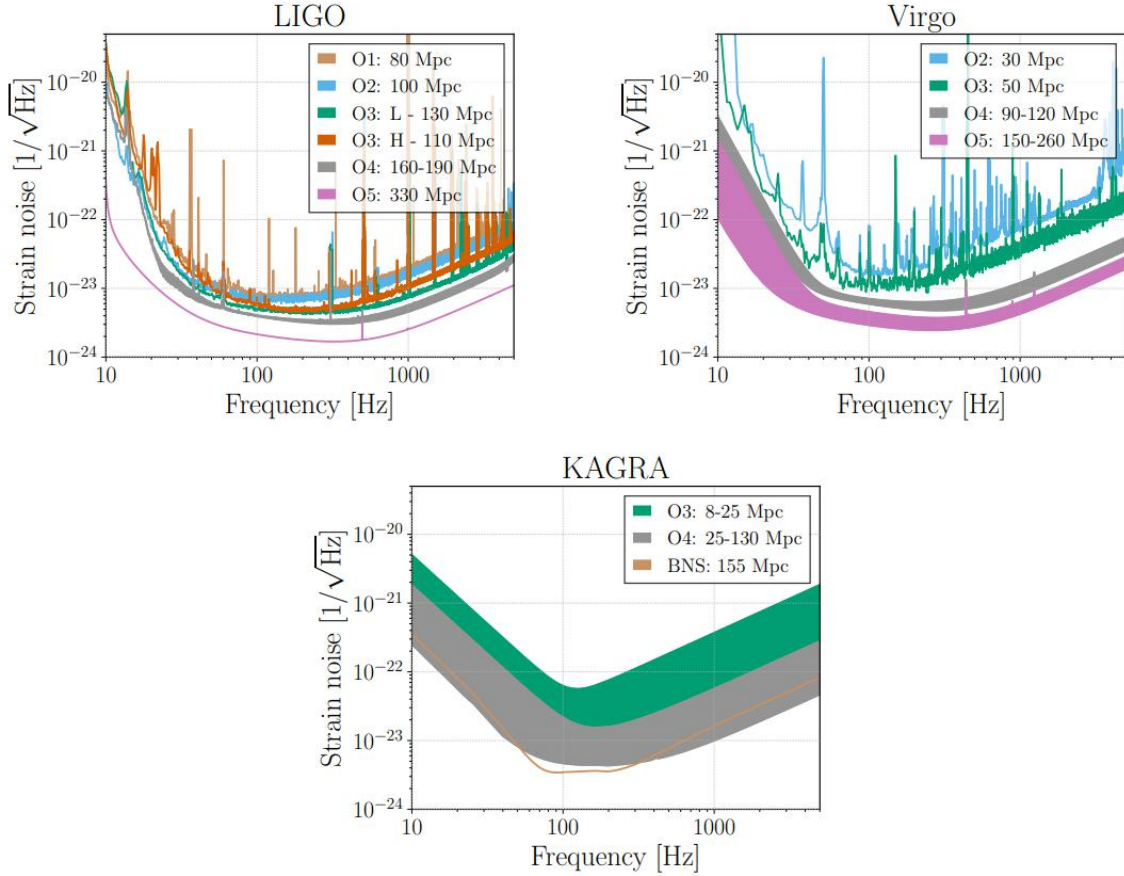 LIGO
Strain noise [1/√Hz]
10⁻²⁰
10⁻²¹
10⁻²²
10⁻²³
10⁻²⁴
O1: 80 Mpc
O2: 100 Mpc
O3: L - 130 Mpc
O3: H - 110 Mpc
O4: 160-190 Mpc
O5: 330 Mpc
10
100
1000
Frequency [Hz]
Virgo
Strain noise [1/√Hz]
10⁻²⁰
10⁻²¹
10⁻²²
10⁻²³
10⁻²⁴
O2: 30 Mpc
O3: 50 Mpc
O4: 90-120 Mpc
O5: 150-260 Mpc
10
100
1000
Frequency [Hz]
KAGRA
Strain noise [1/√Hz]
10⁻²⁰
10⁻²¹
10⁻²²
10⁻²³
10⁻²⁴
O3: 8-25 Mpc
O4: 25-130 Mpc
BNS: 155 Mpc
10
100
1000
Frequency [Hz]